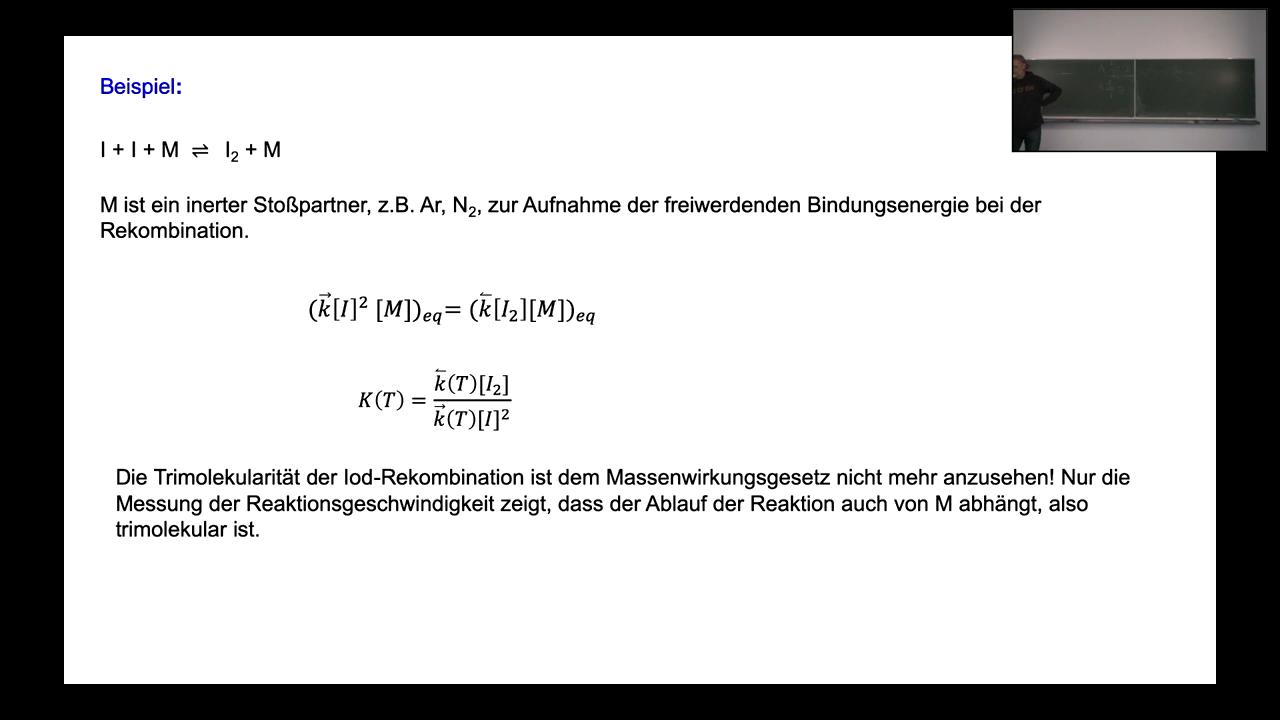 Beispiel:
I + I + M ⇌ I₂ + M
M ist ein inerter Stoßpartner, z.B. Ar, N₂, zur Aufnahme der freiwerdenden Bindungsenergie bei der
Rekombination.
(k⃗[I]² [M])eq= (k⃖[I₂][M])eq
K(T) = k⃖(T)[I₂] / k⃗(T)[I]²
Die Trimolekularität der Iod-Rekombination ist dem Massenwirkungsgesetz nicht mehr anzusehen! Nur die
Messung der Reaktionsgeschwindigkeit zeigt, dass der Ablauf der Reaktion auch von M abhängt, also
trimolekular ist.